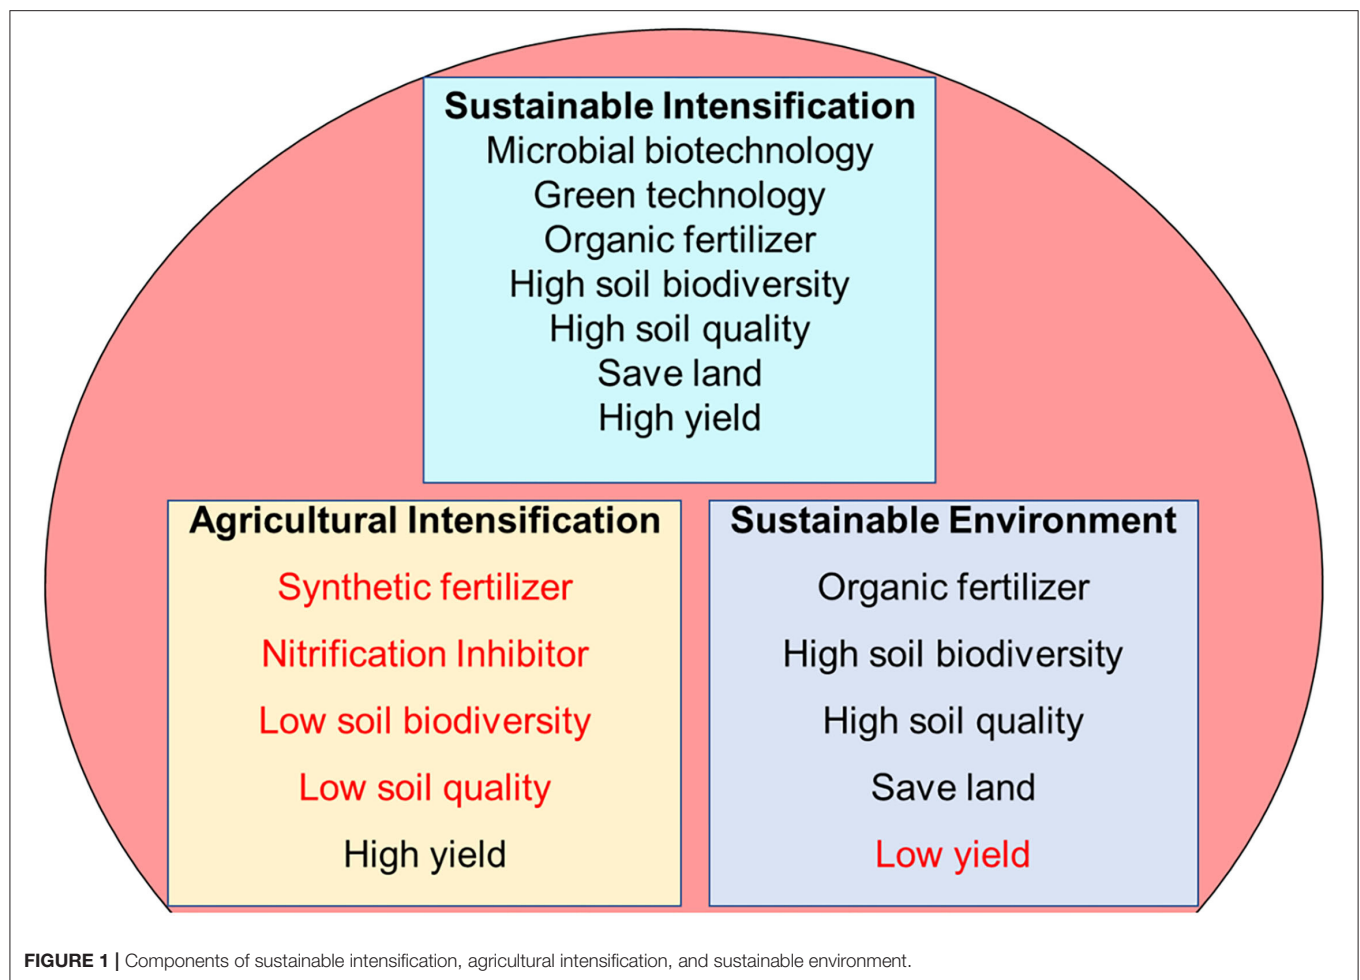 Sustainable Intensification
Microbial biotechnology
Green technology
Organic fertilizer
High soil biodiversity
High soil quality
Save land
High yield
Agricultural Intensification
Synthetic fertilizer
Nitrification Inhibitor
Low soil biodiversity
Low soil quality
High yield
Sustainable Environment
Organic fertilizer
High soil biodiversity
High soil quality
Save land
Low yield
FIGURE 1 | Components of sustainable intensification, agricultural intensification, and sustainable environment.